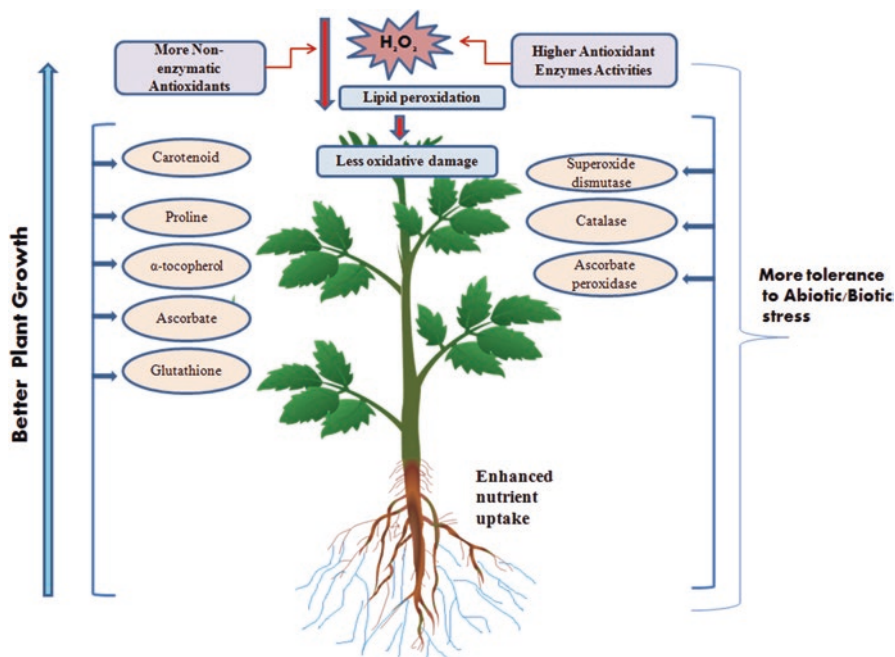 More Non-
enzymatic
Antioxidants
H2O2
Higher Antioxidant
Enzymes Activities
Lipid peroxidation
Less oxidative damage
Carotenoid
Proline
α-tocopherol
Ascorbate
Glutathione
Superoxide
dismutase
Catalase
Ascorbate
peroxidase
Better Plant Growth
More tolerance
to Abiotic/Biotic
stress
Enhanced
nutrient
uptake